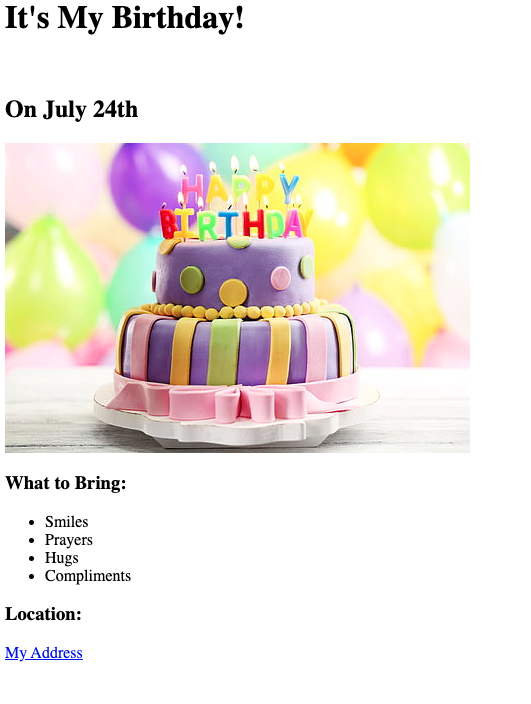 It's My Birthday!
On July 24th
HAPPY
BIRTHDAY
What to Bring:
• Smiles
• Prayers
• Hugs
• Compliments
Location:
My Address